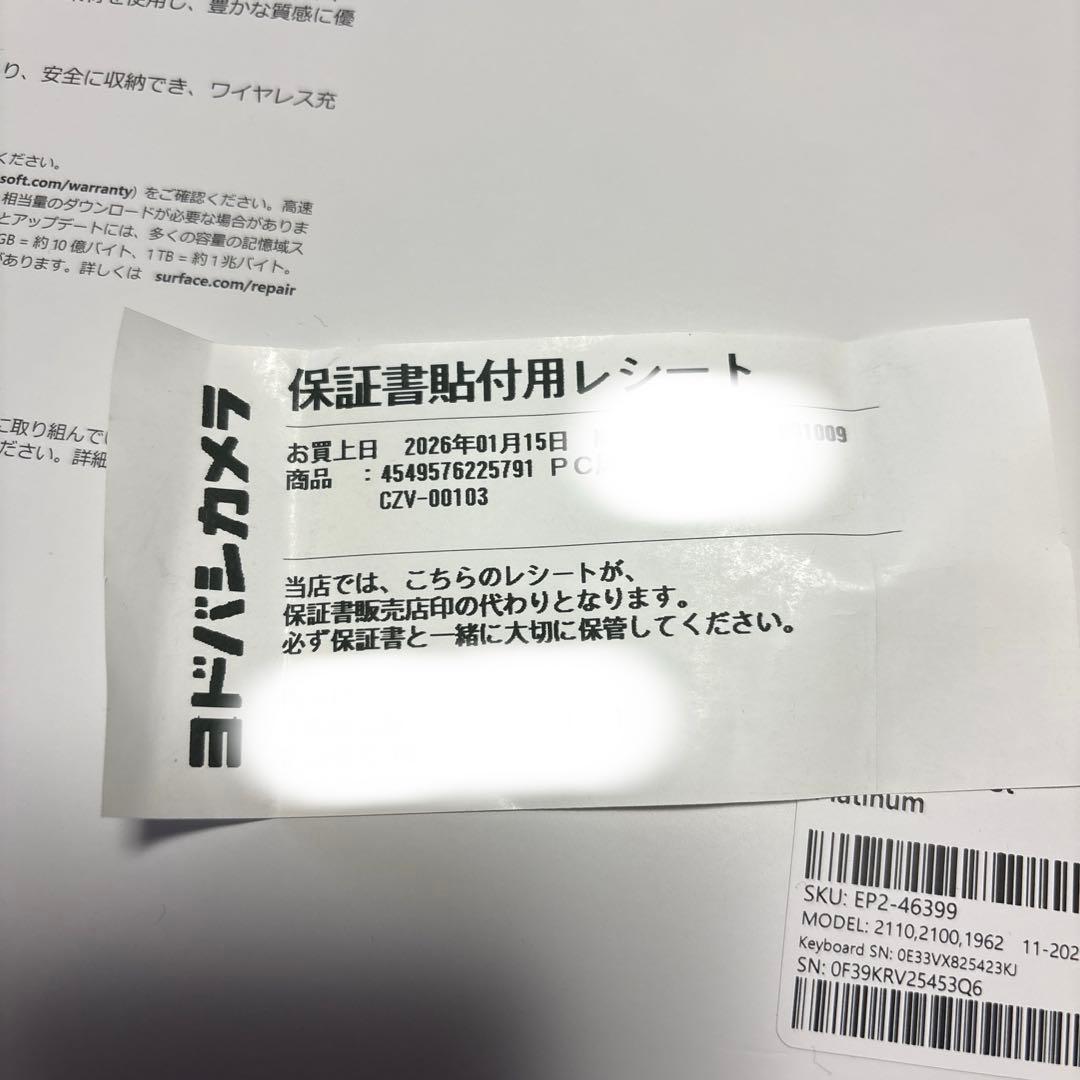 を使用し、豊かな質感に優
り、安全に収納でき、ワイヤレス充
ください。
soft.com/warranty) をご確認ください。高速
相当量のダウンロードが必要な場合がありま
とアップデートには、多くの容量の記憶域ス
GB = 約 10 億バイト、1 TB = 約 1 兆バイト。
があります。詳しくは surface.com/repair
に取り組んで
ださい。詳細
ヨドバシカメラ
保証書貼付用レシート
お買上日 2026年01月15日 1009
商品 :4549576225791 PC
CZV-00103
当店では、こちらのレシートが、
保証書販売店印の代わりとなります。
必ず保証書と一緒に大切に保管してください。
Platinum
SKU: EP2-46399
MODEL: 2110,2100,1962 11-202
Keyboard SN: 0E33VX825423KJ
SN: 0F39KRV25453Q6